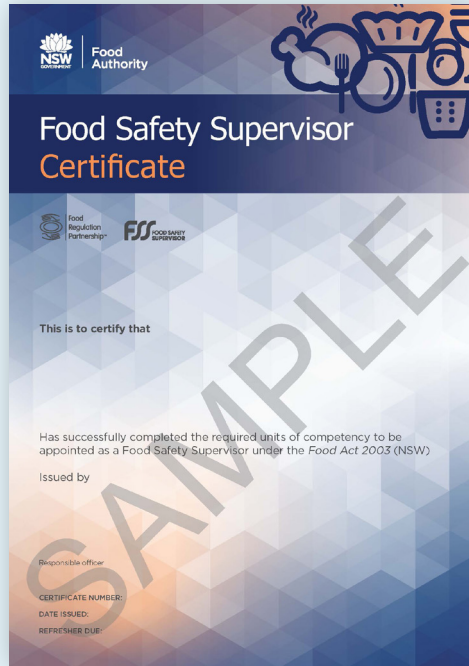 NSW
GOVERNMENT
Food
Authority
Food Safety Supervisor
Certificate
Food
Regulation
Partnership
FSS FOOD SAFETY
SUPERVISOR
This is to certify that
SAMPLE
Has successfully completed the required units of competency to be
appointed as a Food Safety Supervisor under the Food Act 2003 (NSW)
Issued by
Responsible officer
CERTIFICATE NUMBER:
DATE ISSUED:
REFRESHER DUE: